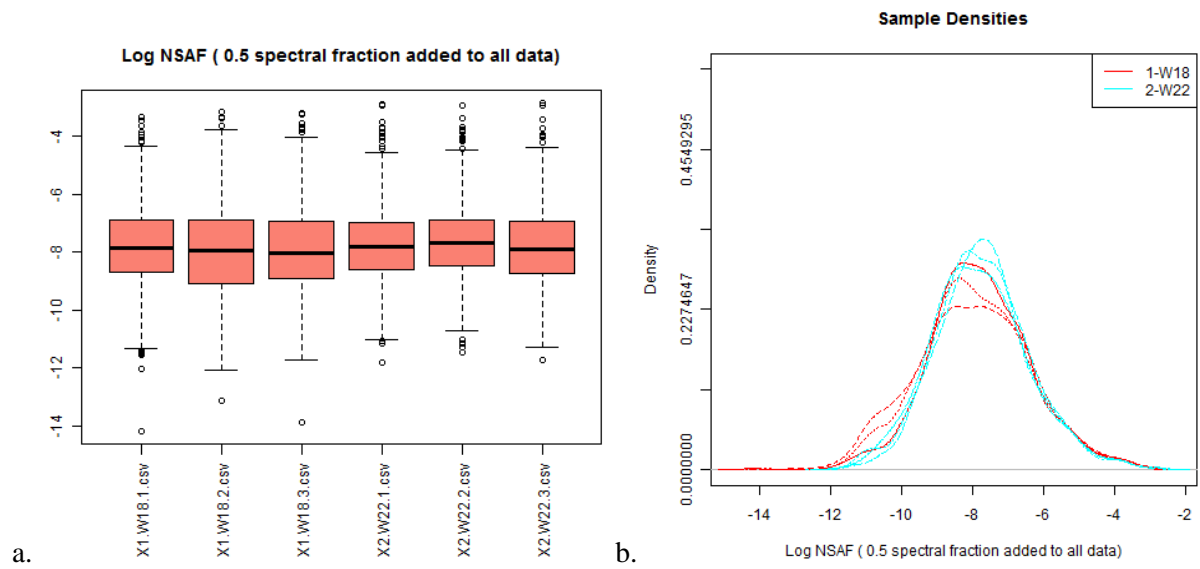 Log NSAF ( 0.5 spectral fraction added to all data)
-4
-6
-8
-10
-12
-14
X1.W18.1.csv
X1.W18.2.csv
X1.W18.3.csv
X2.W22.1.csv
X2.W22.2.csv
X2.W22.3.csv
a.
Sample Densities
1-W18
2-W22
Density
0.4549295
0.2274647
0.0000000
-14
-12
-10
-8
-6
-4
-2
Log NSAF ( 0.5 spectral fraction added to all data)
b.